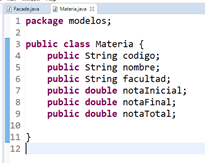 Facade.java Materia.java
1 package modelos;
2
3 public class Materia {
4 public String codigo;
5 public String nombre;
6 public String facultad;
7 public double notaInicial;
8 public double notaFinal;
9 public double notaTotal;
10
11 }
12